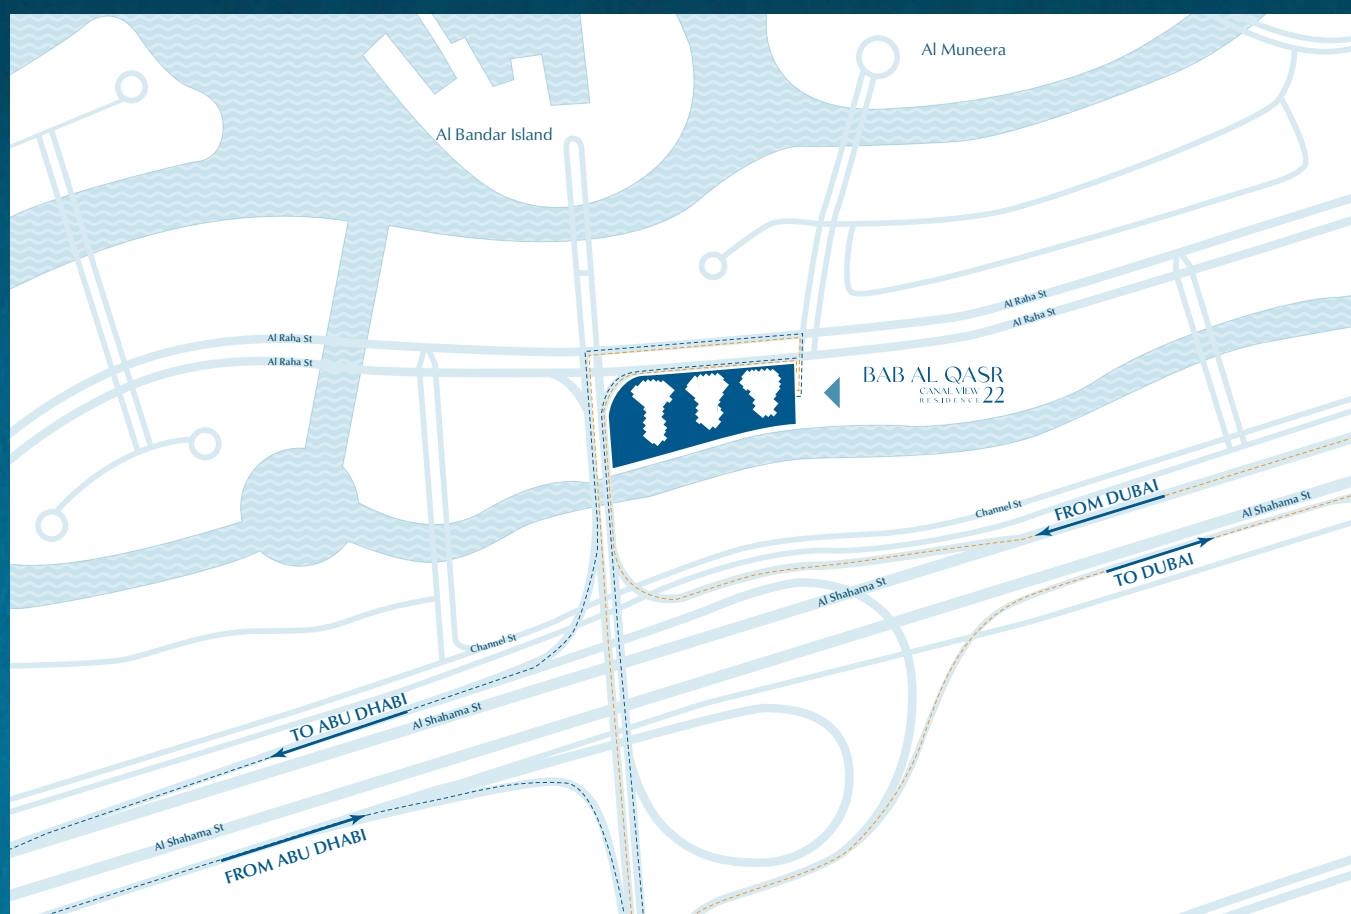 Al Muneera
Al Bandar Island
Al Raha St
Al Raha St
Al Raha St
Al Raha St
BAB AL QASR
CANAL VIEW
RESIDENCE 22
FROM DUBAI
Channel St
Al Shahama St
TO DUBAI
Al Shahama St
Channel St
TO ABU DHABI
Al Shahama St
Al Shahama St
FROM ABU DHABI